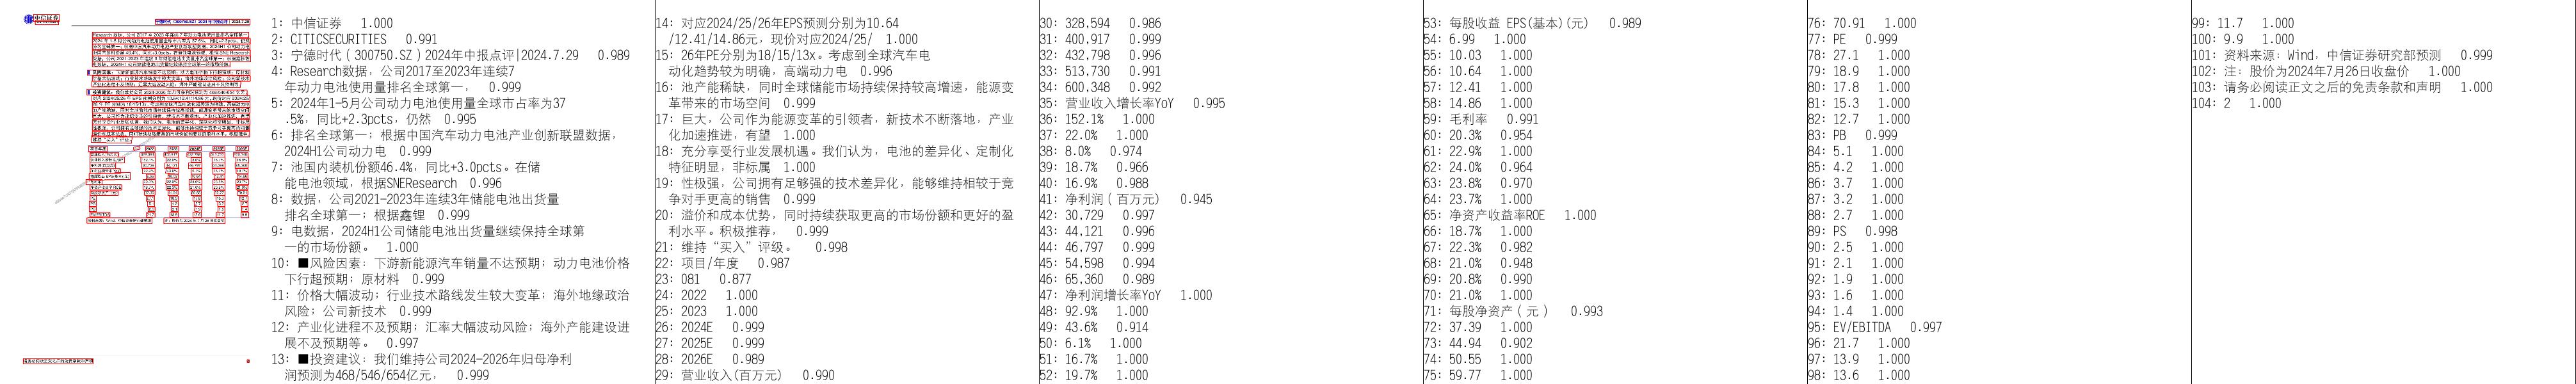 1: 中信证券 1.000
2: CITICSECURITIES 0.991
3: 宁德时代（300750.SZ）2024年中报点评|2024.7.29 0.989
4: Research数据，公司2017至2023年连续7
年动力电池使用量排名全球第一， 0.999
5: 2024年1-5月公司动力电池使用量全球市占率为37
.5%，同比+2.3pcts，仍然 0.995
6: 排名全球第一；根据中国汽车动力电池产业创新联盟数据，
2024H1公司动力电 0.999
7: 池国内装机份额46.4%，同比+3.0pcts。在储
能电池领域，根据SNEResearch 0.996
8: 数据，公司2021-2023年连续3年储能电池出货量
排名全球第一；根据鑫锂 0.999
9: 电数据，2024H1公司储能电池出货量继续保持全球第
一的市场份额。 1.000
10: ■风险因素：下游新能源汽车销量不达预期；动力电池价格
下行超预期；原材料 0.999
11: 价格大幅波动；行业技术路线发生较大变革；海外地缘政治
风险；公司新技术 0.999
12: 产业化进程不及预期；汇率大幅波动风险；海外产能建设进
展不及预期等。 0.997
13: ■投资建议：我们维持公司2024-2026年归母净利
润预测为468/546/654亿元， 0.999
14: 对应2024/25/26年EPS预测分别为10.64
/12.41/14.86元，现价对应2024/25/ 1.000
15: 26年PE分别为18/15/13x。考虑到全球汽车电
动化趋势较为明确，高端动力电 0.996
16: 池产能稀缺，同时全球储能市场持续保持较高增速，能源变
革带来的市场空间 0.999
17: 巨大，公司作为能源变革的引领者，新技术不断落地，产业
化加速推进，有望 1.000
18: 充分享受行业发展机遇。我们认为，电池的差异化、定制化
特征明显，非标属 1.000
19: 性极强，公司拥有足够强的技术差异化，能够维持相较于竞
争对手更高的销售 0.999
20: 溢价和成本优势，同时持续获取更高的市场份额和更好的盈
利水平。积极推荐， 0.999
21: 维持“买入”评级。 0.998
22: 项目/年度 0.987
23: 081 0.877
24: 2022 1.000
25: 2023 1.000
26: 2024E 0.999
27: 2025E 0.999
28: 2026E 0.989
29: 营业收入(百万元) 0.990
30: 328.594 0.986
31: 400.917 0.999
32: 432.798 0.996
33: 513.730 0.991
34: 600.348 0.992
35: 营业收入增长率YoY 0.995
36: 152.1% 1.000
37: 22.0% 1.000
38: 8.0% 0.974
39: 18.7% 0.966
40: 16.9% 0.988
41: 净利润（百万元） 0.945
42: 30.729 0.997
43: 44.121 0.996
44: 46.797 0.999
45: 54.598 0.994
46: 65.360 0.989
47: 净利润增长率YoY 1.000
48: 92.9% 1.000
49: 43.6% 0.914
50: 6.1% 1.000
51: 16.7% 1.000
52: 19.7% 1.000
53: 每股收益 EPS(基本)(元) 0.989
54: 6.99 1.000
55: 10.03 1.000
56: 10.64 1.000
57: 12.41 1.000
58: 14.86 1.000
59: 毛利率 0.991
60: 20.3% 0.954
61: 22.9% 1.000
62: 24.0% 0.964
63: 23.8% 0.970
64: 23.7% 1.000
65: 净资产收益率ROE 1.000
66: 18.7% 1.000
67: 22.3% 0.982
68: 21.0% 0.948
69: 20.8% 0.990
70: 21.0% 1.000
71: 每股净资产（元） 0.993
72: 37.39 1.000
73: 44.94 0.902
74: 50.55 1.000
75: 59.77 1.000
76: 70.91 1.000
77: PE 0.999
78: 27.1 1.000
79: 18.9 1.000
80: 17.8 1.000
81: 15.3 1.000
82: 12.7 1.000
83: PB 0.999
84: 5.1 1.000
85: 4.2 1.000
86: 3.7 1.000
87: 3.2 1.000
88: 2.7 1.000
89: PS 0.998
90: 2.5 1.000
91: 2.1 1.000
92: 1.9 1.000
93: 1.6 1.000
94: 1.4 1.000
95: EV/EBITDA 0.997
96: 21.7 1.000
97: 13.9 1.000
98: 13.6 1.000
99: 11.7 1.000
100: 9.9 1.000
101: 资料来源：Wind，中信证券研究部预测 0.999
102: 注：股价为2024年7月26日收盘价 1.000
103: 请务必阅读正文之后的免责条款和声明 1.000
104: 2 1.000